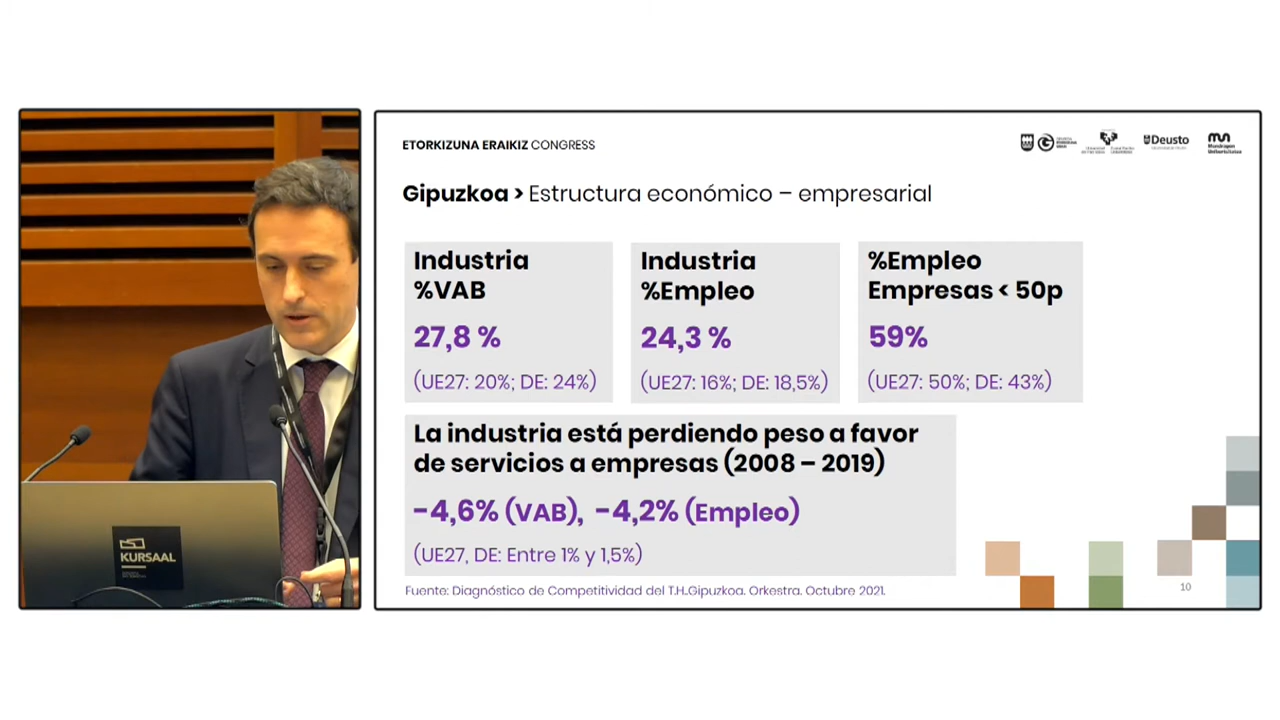 ETORKIZUNA ERAIKIZ CONGRESS
Deusto
Mondragon
Unibertsitatea
Gipuzkoa > Estructura económico – empresarial
Industria
%VAB
27,8 %
(UE27: 20%; DE: 24%)
Industria
%Empleo
24,3 %
(UE27: 16%; DE: 18,5%)
%Empleo
Empresas < 50p
59%
(UE27: 50%; DE: 43%)
La industria está perdiendo peso a favor
de servicios a empresas (2008 – 2019)
-4,6% (VAB), -4,2% (Empleo)
(UE27, DE: Entre 1% y 1,5%)
Fuente: Diagnóstico de Competitividad del T.H.Gipuzkoa. Orkestra. Octubre 2021.
10
KURSAAL